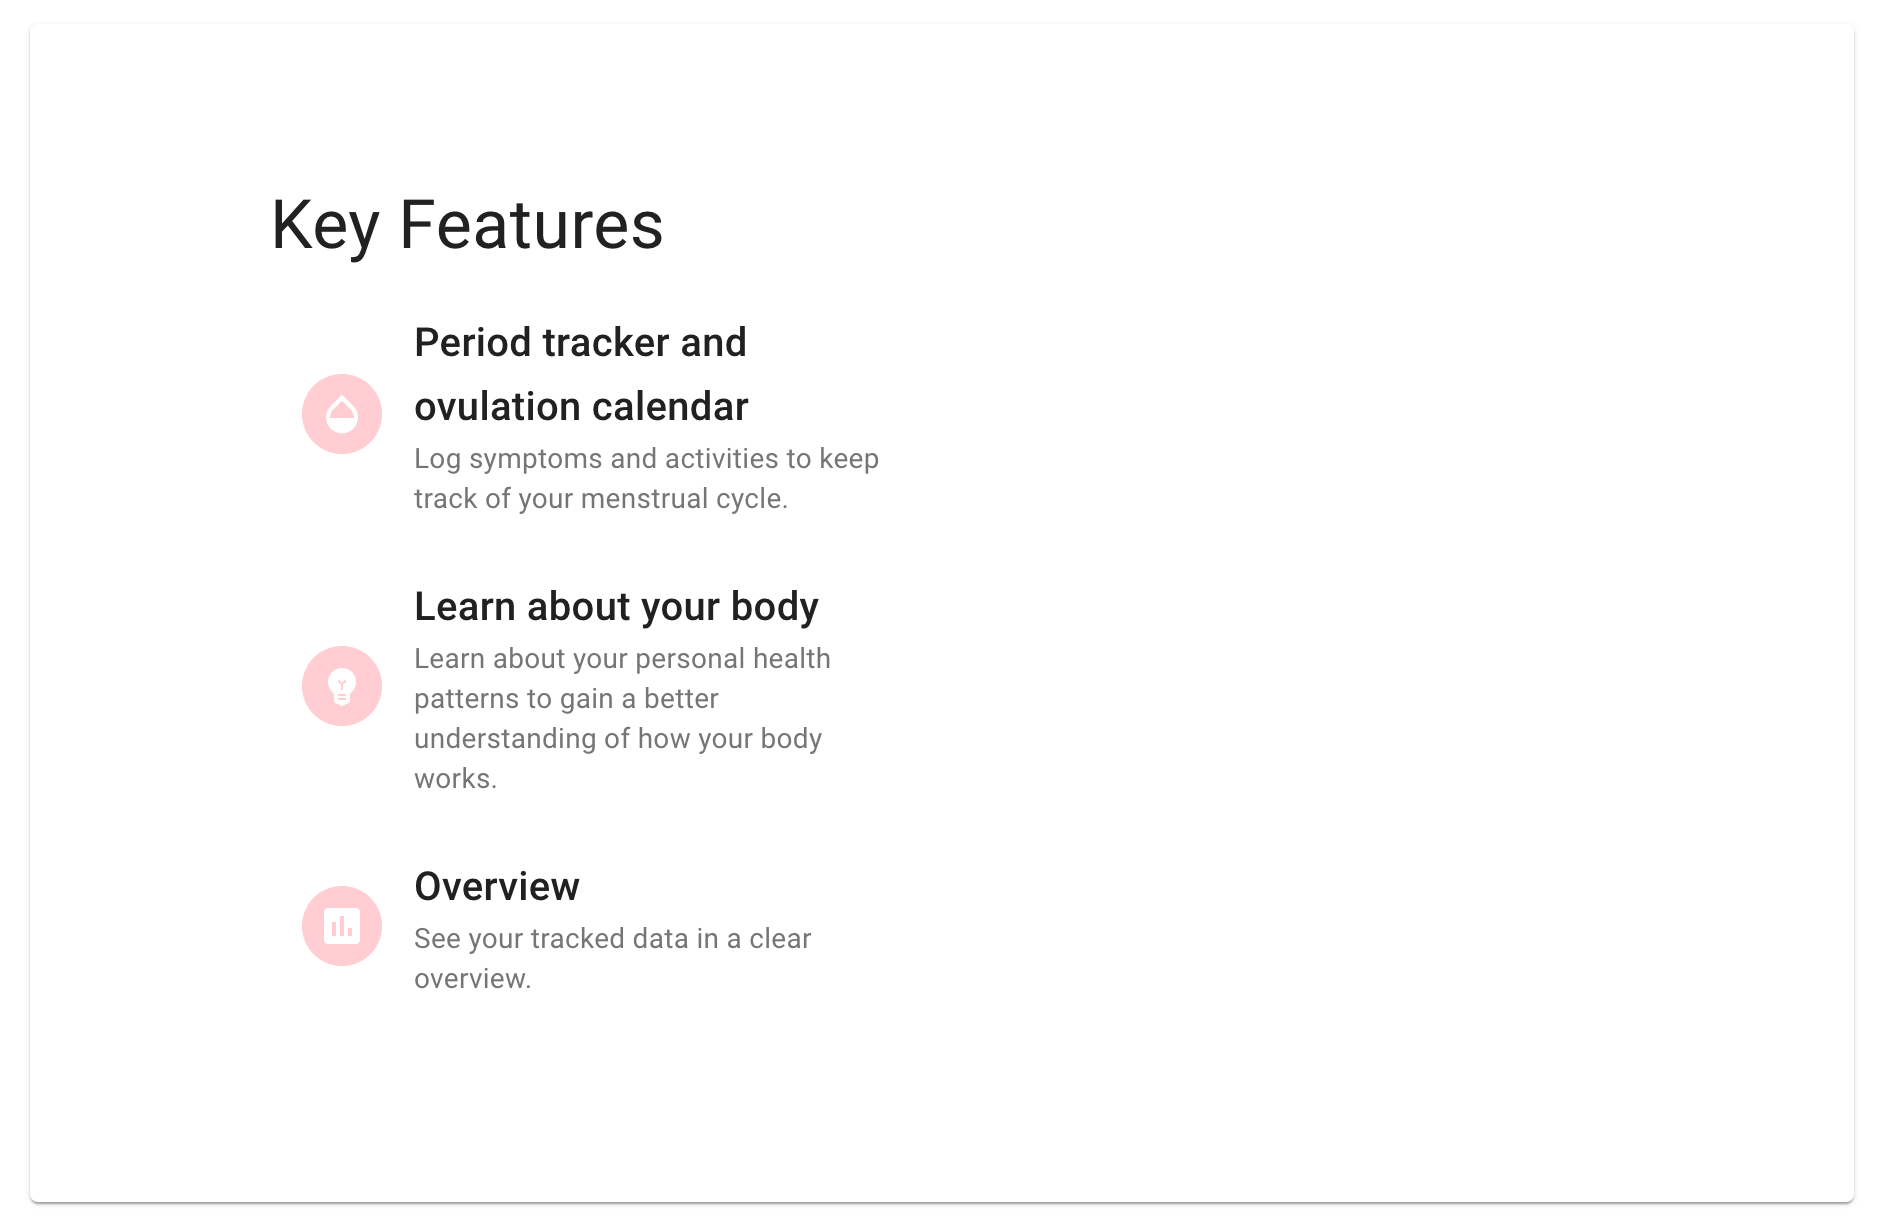 Key Features
Period tracker and
ovulation calendar
Log symptoms and activities to keep
track of your menstrual cycle.
Learn about your body
Learn about your personal health
patterns to gain a better
understanding of how your body
works.
Overview
See your tracked data in a clear
overview.